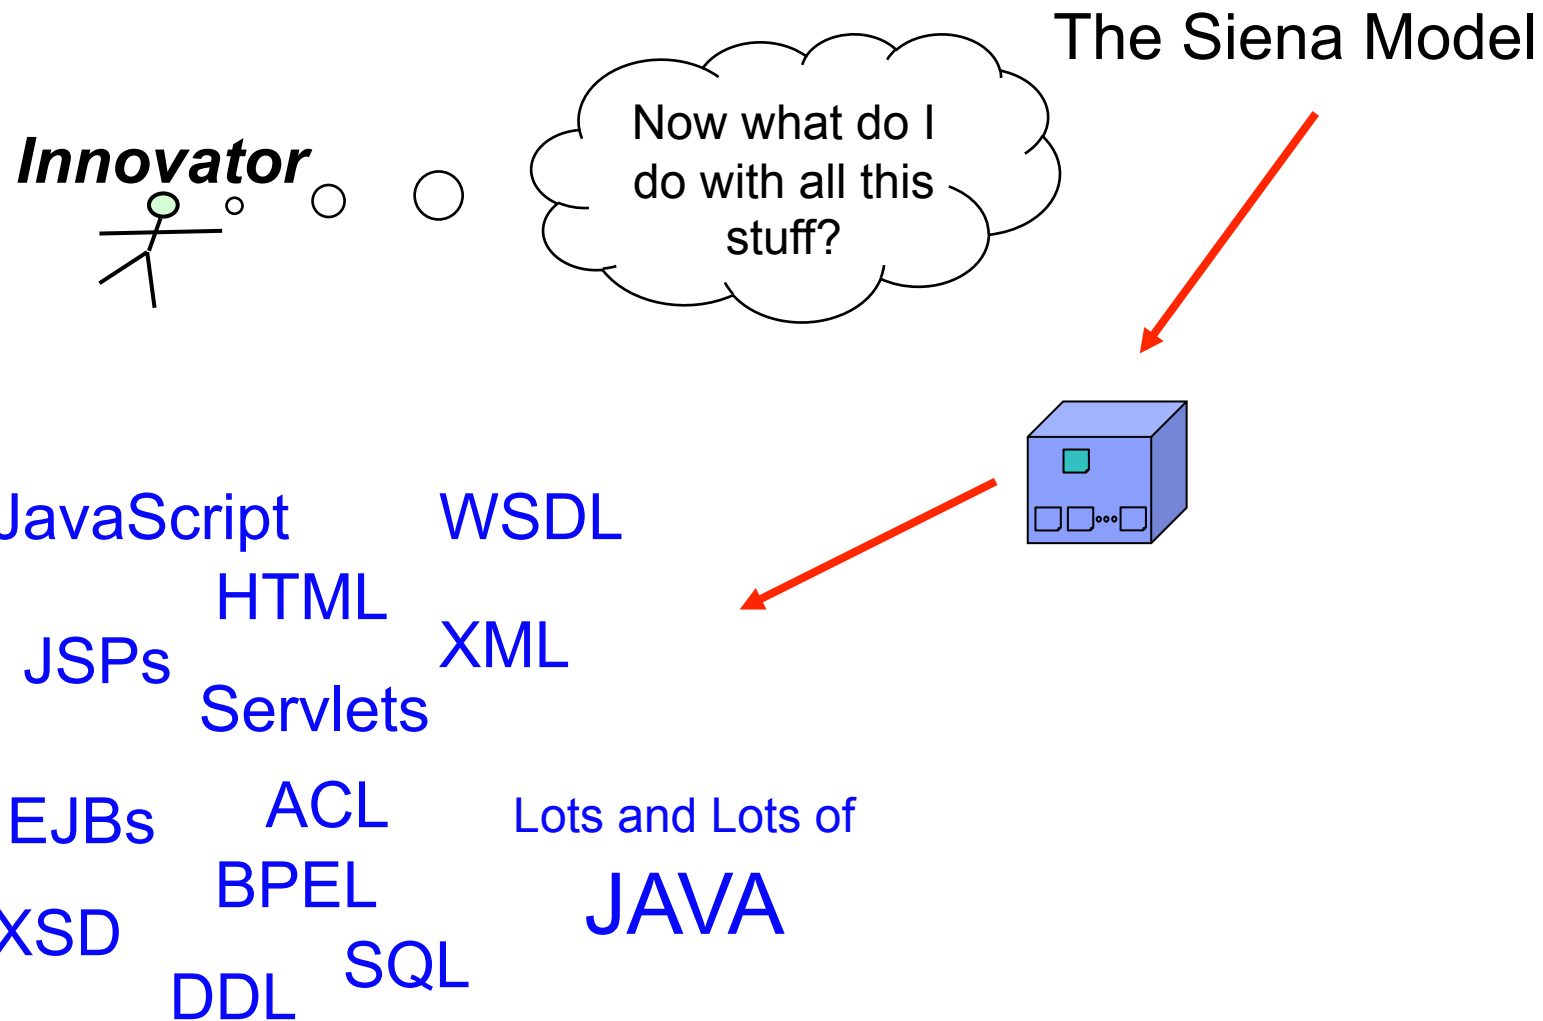 The Siena Model
Innovator
Now what do I
do with all this
stuff?
JavaScript
WSDL
HTML
XML
JSPs
Servlets
EJBs
ACL
Lots and Lots of
BPEL
JAVA
XSD
SQL
DDL